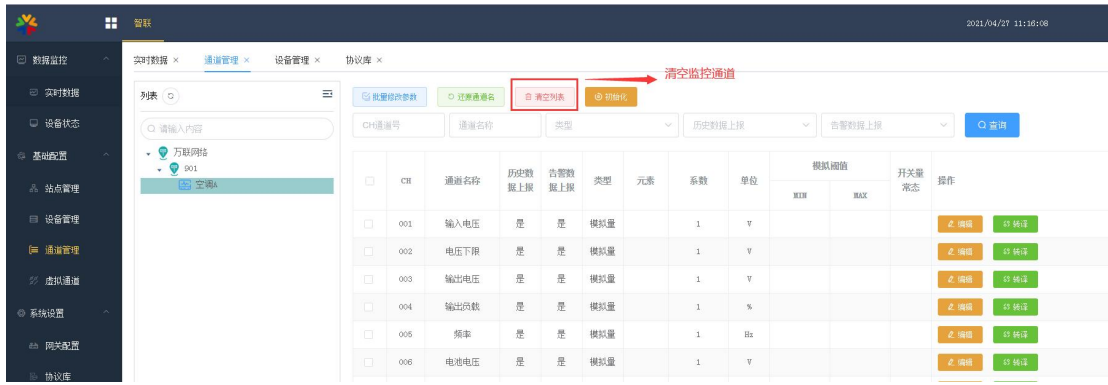 智联
2021/04/27 11:16:08
数据监控
实时数据
设备状态
基础配置
站点管理
设备管理
通道管理
虚拟通道
系统设置
网关配置
协议库
实时数据 × 通道管理 × 设备管理 × 协议库 ×
清空监控通道
列表
请输入内容
万联网络
901
空调A
批量修改参数 还原通道名 清空列表 初始化
CH通道号 通道名称 类型 历史数据上报 告警数据上报 查询
CH 通道名称 历史数据上报 告警数据上报 类型 元素 系数 单位 模拟阈值 开关量常态 操作
MIN MAX
001 输入电压 是 是 模拟量 1 V 编辑 转译
002 电压下限 是 是 模拟量 1 V 编辑 转译
003 输出电压 是 是 模拟量 1 V 编辑 转译
004 输出负载 是 是 模拟量 1 % 编辑 转译
005 频率 是 是 模拟量 1 Hz 编辑 转译
006 电池电压 是 是 模拟量 1 V 编辑 转译